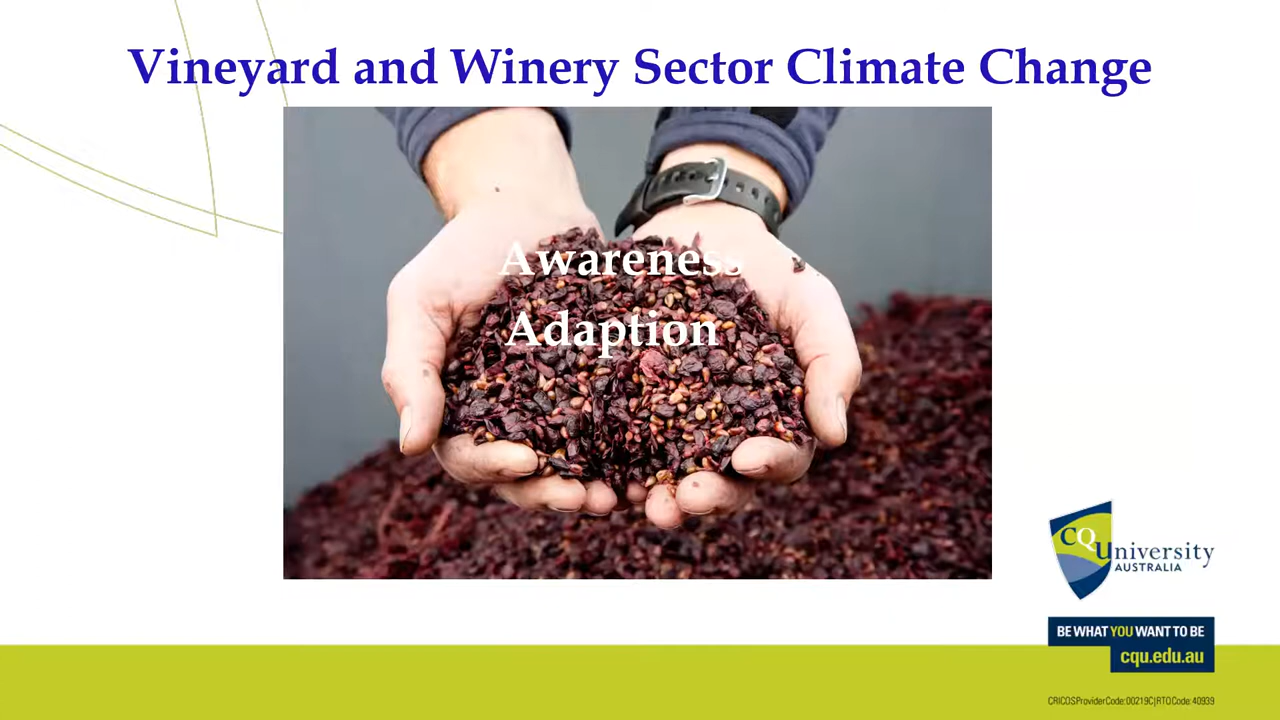 Vineyard and Winery Sector Climate Change
Awareness
Adaption
CQUniversity
AUSTRALIA
BE WHAT YOU WANT TO BE
cqu.edu.au
CRICOS Provider Code: 00219C | RTO Code: 40939